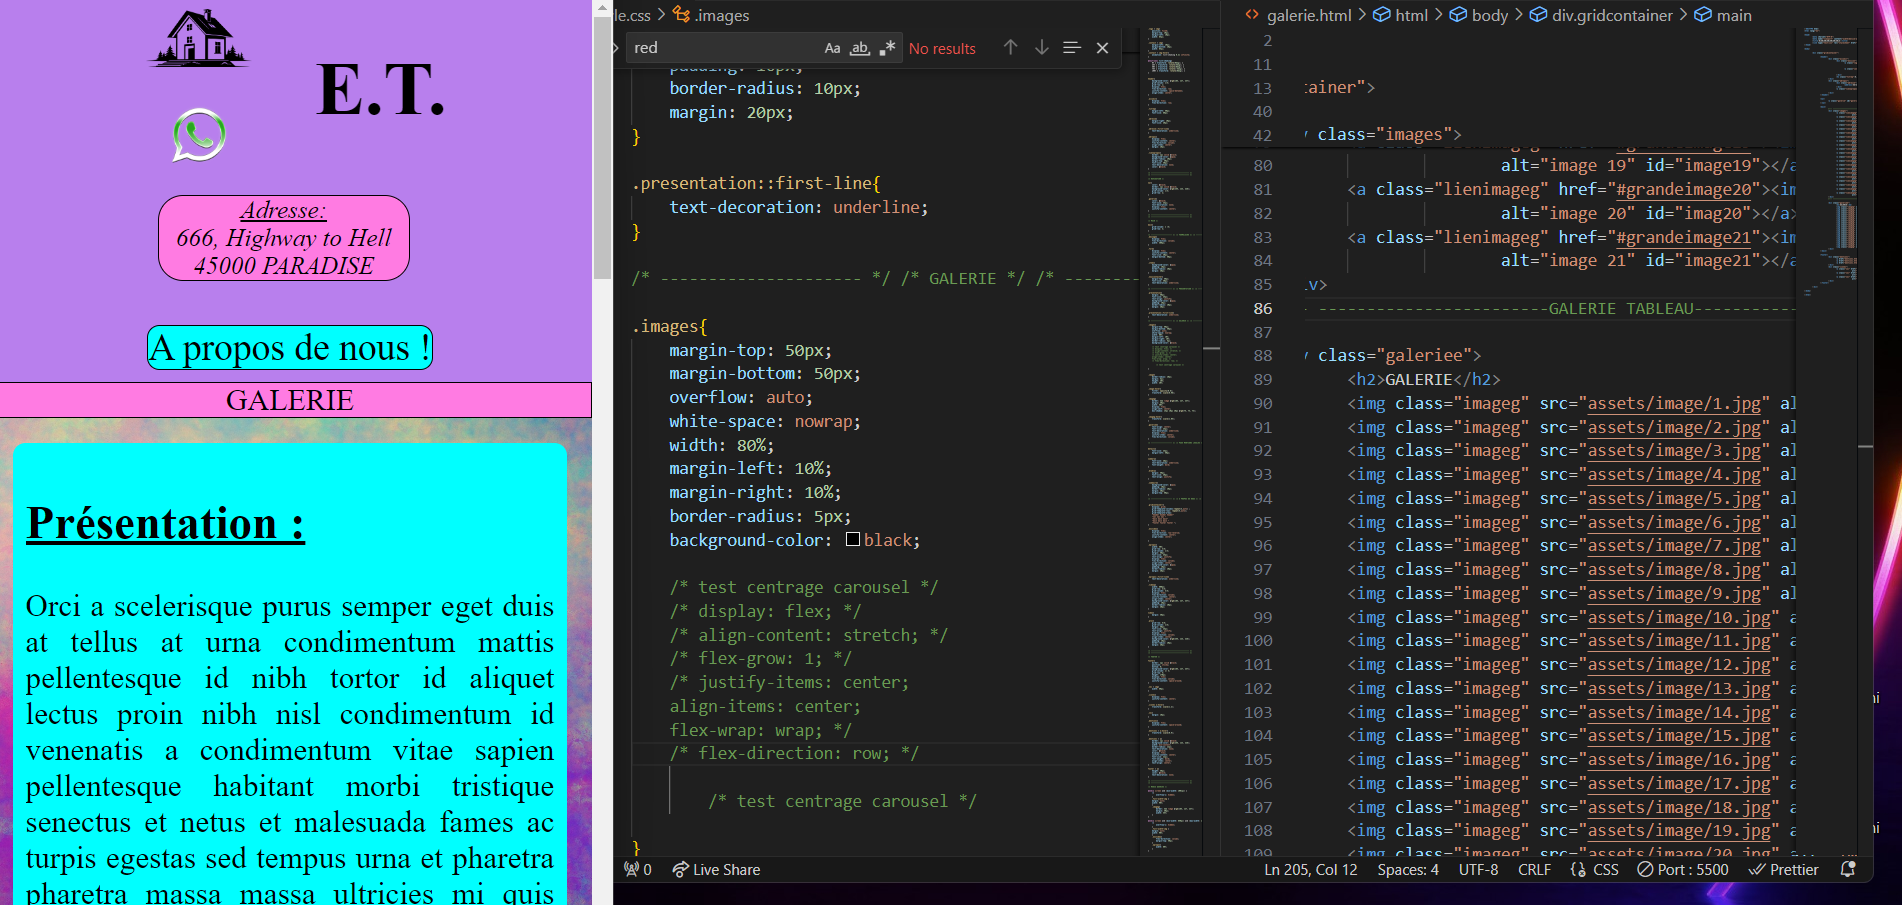 E.T.
Adresse:
666, Highway to Hell
45000 PARADISE
A propos de nous !
GALERIE
Présentation :
Orci a scelerisque purus semper eget duis
at tellus at urna condimentum mattis
pellentesque id nibh tortor id aliquet
lectus proin nibh nisl condimentum id
venenatis a condimentum vitae sapien
pellentesque habitant morbi tristique
senectus et netus et malesuada fames ac
turpis egestas sed tempus urna et pharetra
pharetra massa massa ultricies mi quis
le.css > .images
red Aa ab No results
padding: 10px;
border-radius: 10px;
margin: 20px;
}
.presentation::first-line{
text-decoration: underline;
}
/* --------------------- */ /* GALERIE */ /* --------
.images{
margin-top: 50px;
margin-bottom: 50px;
overflow: auto;
white-space: nowrap;
width: 80%;
margin-left: 10%;
margin-right: 10%;
border-radius: 5px;
background-color: black;
/* test centrage carousel */
/* display: flex; */
/* align-content: stretch; */
/* flex-grow: 1; */
/* justify-items: center;
align-items: center;
flex-wrap: wrap; */
/* flex-direction: row; */
/* test centrage carousel */
}
galerie.html > html > body > div.gridcontainer > main
2
11
13 tainer">
40
42 class="images">
80 alt="image 19" id="image19"></a
81 <a class="lienimageg" href="#grandeimage20"><im
82 alt="image 20" id="imag20"></a>
83 <a class="lienimageg" href="#grandeimage21"><im
84 alt="image 21" id="image21"></a
85 iv>
86 - ------------------------GALERIE TABLEAU-----------
87
88 class="galeriee">
89 <h2>GALERIE</h2>
90 <img class="imageg" src="assets/image/1.jpg" al
91 <img class="imageg" src="assets/image/2.jpg" al
92 <img class="imageg" src="assets/image/3.jpg" al
93 <img class="imageg" src="assets/image/4.jpg" al
94 <img class="imageg" src="assets/image/5.jpg" al
95 <img class="imageg" src="assets/image/6.jpg" al
96 <img class="imageg" src="assets/image/7.jpg" al
97 <img class="imageg" src="assets/image/8.jpg" al
98 <img class="imageg" src="assets/image/9.jpg" al
99 <img class="imageg" src="assets/image/10.jpg" a
100 <img class="imageg" src="assets/image/11.jpg" a
101 <img class="imageg" src="assets/image/12.jpg" a
102 <img class="imageg" src="assets/image/13.jpg" a
103 <img class="imageg" src="assets/image/14.jpg" a
104 <img class="imageg" src="assets/image/15.jpg" a
105 <img class="imageg" src="assets/image/16.jpg" a
106 <img class="imageg" src="assets/image/17.jpg" a
107 <img class="imageg" src="assets/image/18.jpg" a
108 <img class="imageg" src="assets/image/19.jpg" a
109 <img class="imageg" src="assets/image/20.jpg" a
ni
ni
0 Live Share Ln 205, Col 12 Spaces: 4 UTF-8 CRLF CSS Port : 5500 Prettier